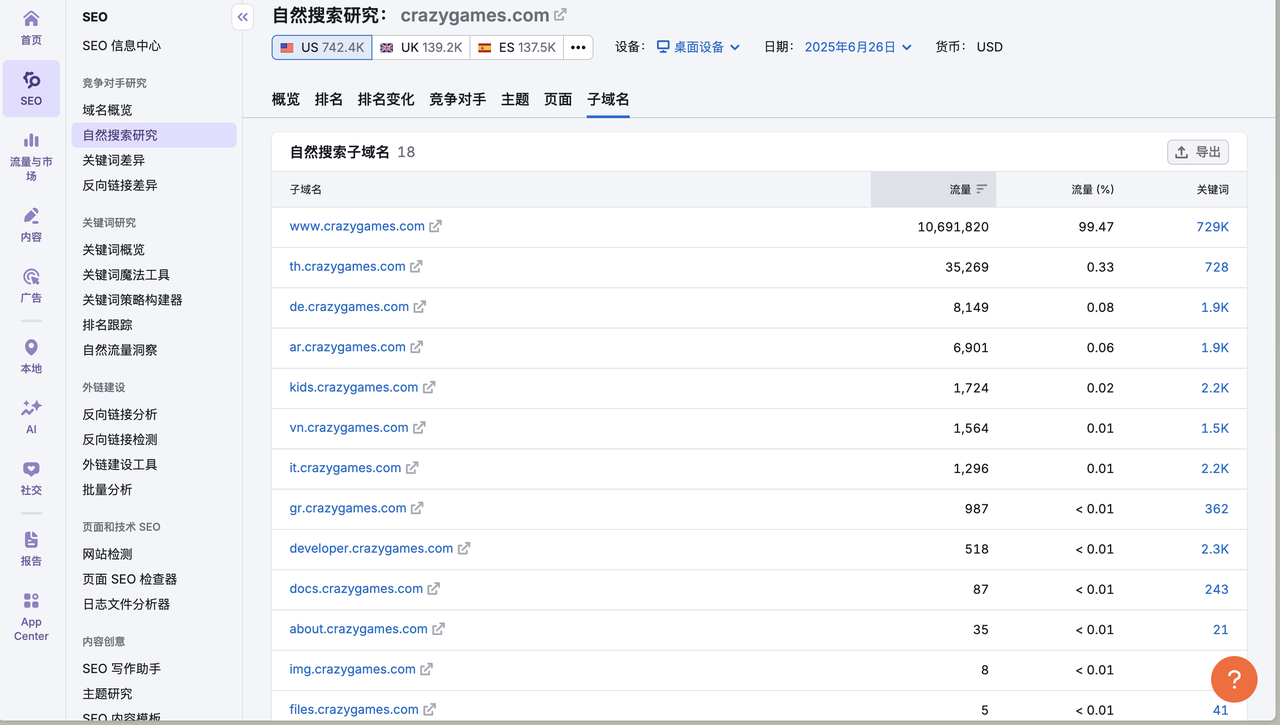 首页
SEO
流量与市
场
内容
广告
本地
AI
社交
报告
App
Center
SEO
SEO 信息中心
竞争对手研究
域名概览
自然搜索研究
关键词差异
反向链接差异
关键词研究
关键词概览
关键词魔法工具
关键词策略构建器
排名跟踪
自然流量洞察
外链建设
反向链接分析
反向链接检测
外链建设工具
批量分析
页面和技术 SEO
网站检测
页面 SEO 检查器
日志文件分析器
内容创意
SEO 写作助手
主题研究
SEO 内容模板
自然搜索研究： crazygames.com
US 742.4K UK 139.2K ES 137.5K ••• 设备： 桌面设备 日期： 2025年6月26日 货币： USD
概览 排名 排名变化 竞争对手 主题 页面 子域名
自然搜索子域名 18 导出
子域名 流量 流量 (%) 关键词
www.crazygames.com 10,691,820 99.47 729K
th.crazygames.com 35,269 0.33 728
de.crazygames.com 8,149 0.08 1.9K
ar.crazygames.com 6,901 0.06 1.9K
kids.crazygames.com 1,724 0.02 2.2K
vn.crazygames.com 1,564 0.01 1.5K
it.crazygames.com 1,296 0.01 2.2K
gr.crazygames.com 987 < 0.01 362
developer.crazygames.com 518 < 0.01 2.3K
docs.crazygames.com 87 < 0.01 243
about.crazygames.com 35 < 0.01 21
img.crazygames.com 8 < 0.01
files.crazygames.com 5 < 0.01 41
?